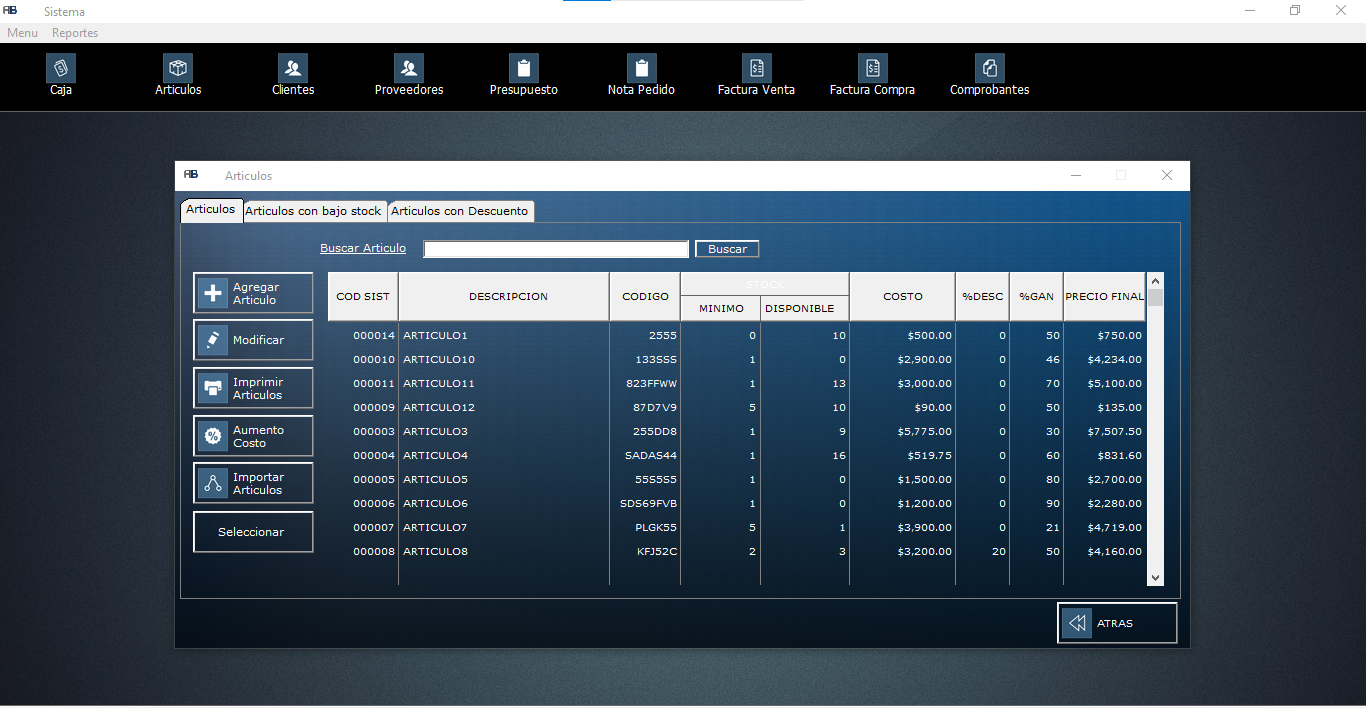 Sistema
Menu Reportes
Caja Articulos Clientes Proveedores Presupuesto Nota Pedido Factura Venta Factura Compra Comprobantes
Articulos
Articulos Articulos con bajo stock Articulos con Descuento
Buscar Articulo Buscar
Agregar Articulo
Modificar
Imprimir Articulos
Aumento Costo
Importar Articulos
Seleccionar
STOCK
COD SIST DESCRIPCION CODIGO MINIMO DISPONIBLE COSTO %DESC %GAN PRECIO FINAL
000014 ARTICULO1 2555 0 10 $500.00 0 50 $750.00
000010 ARTICULO10 133SSS 1 0 $2,900.00 0 46 $4,234.00
000011 ARTICULO11 823FFWW 1 13 $3,000.00 0 70 $5,100.00
000009 ARTICULO12 87D7V9 5 10 $90.00 0 50 $135.00
000003 ARTICULO3 255DD8 1 9 $5,775.00 0 30 $7,507.50
000004 ARTICULO4 SADAS44 1 16 $519.75 0 60 $831.60
000005 ARTICULO5 55S5S5 1 0 $1,500.00 0 80 $2,700.00
000006 ARTICULO6 SDS69FVB 1 0 $1,200.00 0 90 $2,280.00
000007 ARTICULO7 PLGK55 5 1 $3,900.00 0 21 $4,719.00
000008 ARTICULO8 KFJ52C 2 3 $3,200.00 20 50 $4,160.00
ATRAS